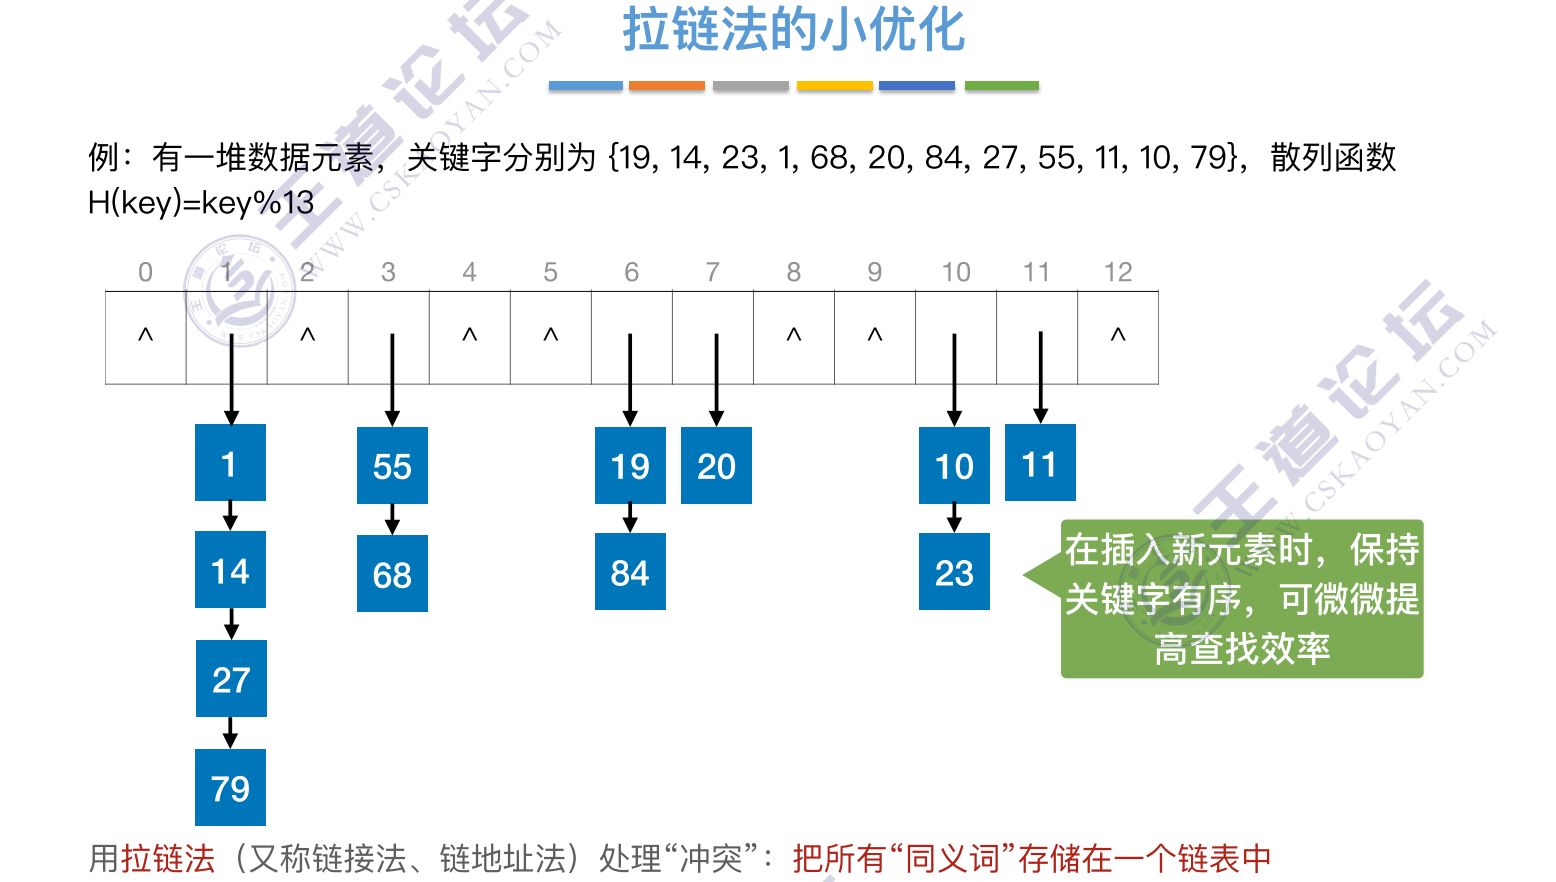 拉链法的小优化
例：有一堆数据元素，关键字分别为 {19, 14, 23, 1, 68, 20, 84, 27, 55, 11, 10, 79}，散列函数
H(key)=key%13
0 1 2 3 4 5 6 7 8 9 10 11 12
^ ^ ^ ^ ^ ^ ^
1 55 19 20 10 11
14 68 84 23
27
79
在插入新元素时，保持
关键字有序，可微微提
高查找效率
用拉链法（又称链接法、链地址法）处理“冲突”：把所有“同义词”存储在一个链表中
王道论坛
WWW.CSKAOYAN.COM
王道论坛
WWW.CSKAOYAN.COM